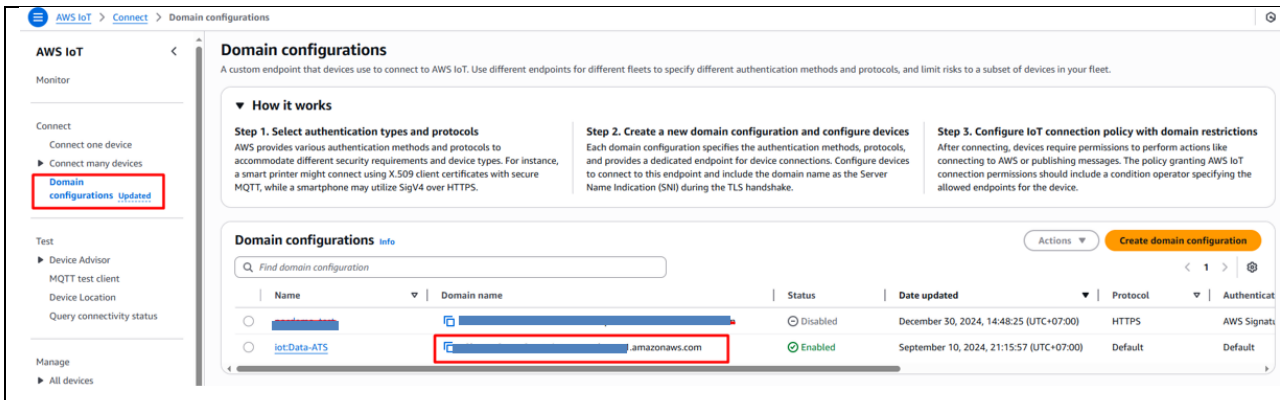 AWS IoT > Connect > Domain configurations
AWS IoT
Monitor
Connect
Connect one device
Connect many devices
Domain
configurations Updated
Test
Device Advisor
MQTT test client
Device Location
Query connectivity status
Manage
All devices
Domain configurations
A custom endpoint that devices use to connect to AWS IoT. Use different endpoints for different fleets to specify different authentication methods and protocols, and limit risks to a subset of devices in your fleet.
How it works
Step 1. Select authentication types and protocols
AWS provides various authentication methods and protocols to
accommodate different security requirements and device types. For instance,
a smart printer might connect using X.509 client certificates with secure
MQTT, while a smartphone may utilize SigV4 over HTTPS.
Step 2. Create a new domain configuration and configure devices
Each domain configuration specifies the authentication methods, protocols,
and provides a dedicated endpoint for device connections. Configure devices
to connect to this endpoint and include the domain name as the Server
Name Indication (SNI) during the TLS handshake.
Step 3. Configure IoT connection policy with domain restrictions
After connecting, devices require permissions to perform actions like
connecting to AWS or publishing messages. The policy granting AWS IoT
connection permissions should include a condition operator specifying the
allowed endpoints for the device.
Domain configurations Info
Actions
Create domain configuration
Find domain configuration
1
Name Domain name Status Date updated Protocol Authenticat
Disabled December 30, 2024, 14:48:25 (UTC+07:00) HTTPS AWS Signatu
iot:Data-ATS 1.amazonaws.com Enabled September 10, 2024, 21:15:57 (UTC+07:00) Default Default